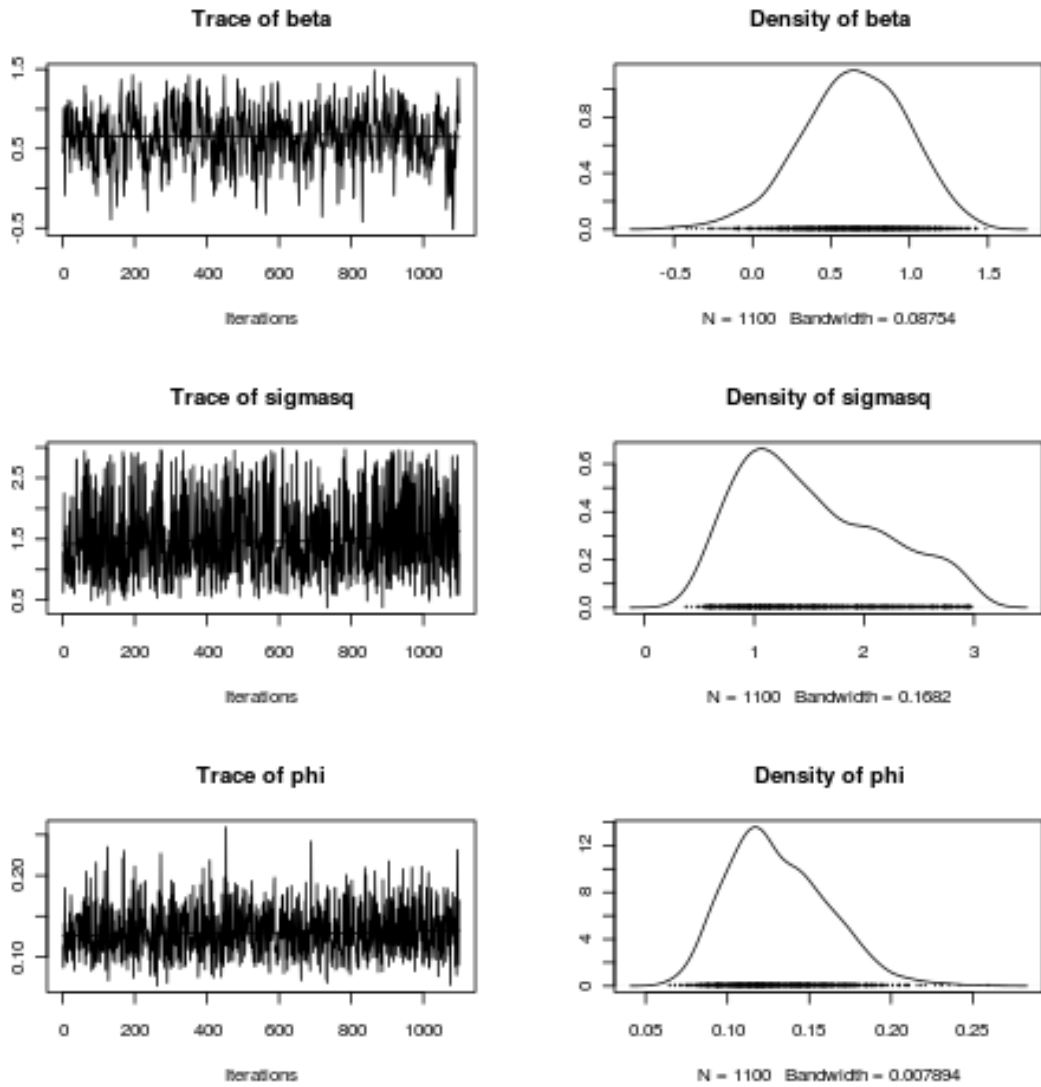 Trace of beta
Density of beta
1.5
0.5
-0.5
0 200 400 600 800 1000
Iterations
0.8
0.4
0.0
-0.5 0.0 0.5 1.0 1.5
N = 1100 Bandwidth = 0.08754
Trace of sigmasq
Density of sigmasq
2.5
1.5
0.5
0 200 400 600 800 1000
Iterations
0.6
0.4
0.2
0.0
0 1 2 3
N = 1100 Bandwidth = 0.1682
Trace of phi
Density of phi
0.20
0.10
0 200 400 600 800 1000
Iterations
12
8
4
0
0.05 0.10 0.15 0.20 0.25
N = 1100 Bandwidth = 0.007894